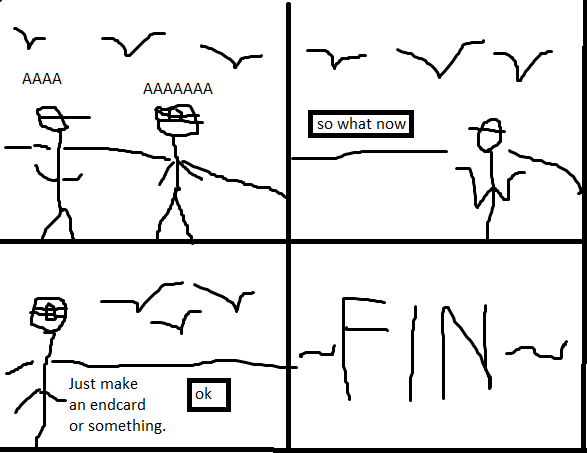 AAAA
AAAAAAA
so what now
Just make
an endcard
or something.
ok
~FIN~